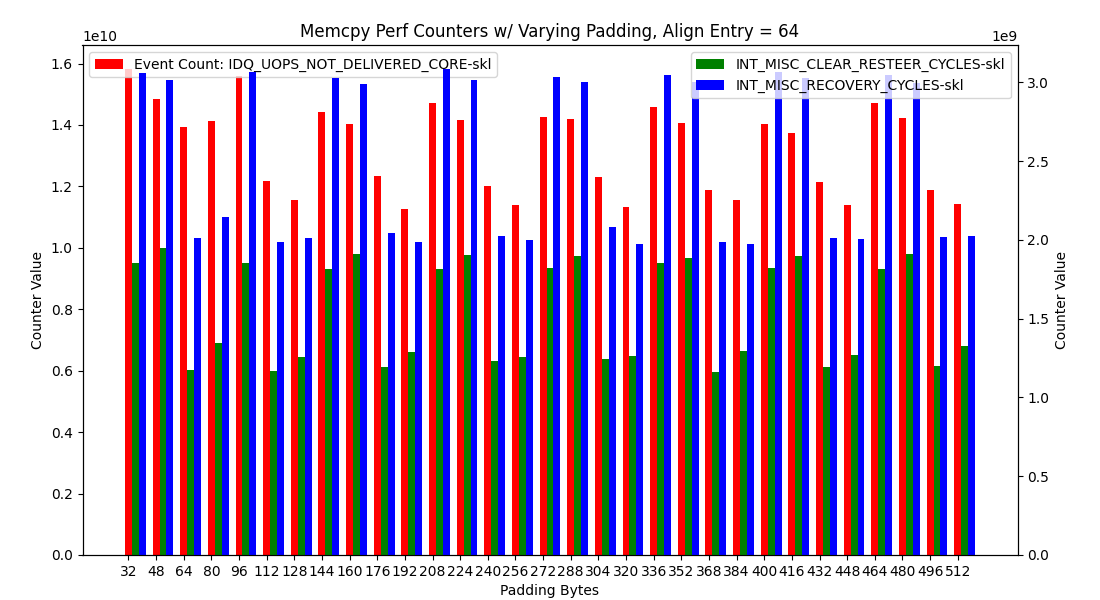 Memcpy Perf Counters w/ Varying Padding, Align Entry = 64
1e10
1e9
Event Count: IDQ_UOPS_NOT_DELIVERED_CORE-skl
INT_MISC_CLEAR_RESTEER_CYCLES-skl
INT_MISC_RECOVERY_CYCLES-skl
1.6
1.4
1.2
1.0
0.8
0.6
0.4
0.2
0.0
Counter Value
3.0
2.5
2.0
1.5
1.0
0.5
0.0
Counter Value
32 48 64 80 96 112 128 144 160 176 192 208 224 240 256 272 288 304 320 336 352 368 384 400 416 432 448 464 480 496 512
Padding Bytes